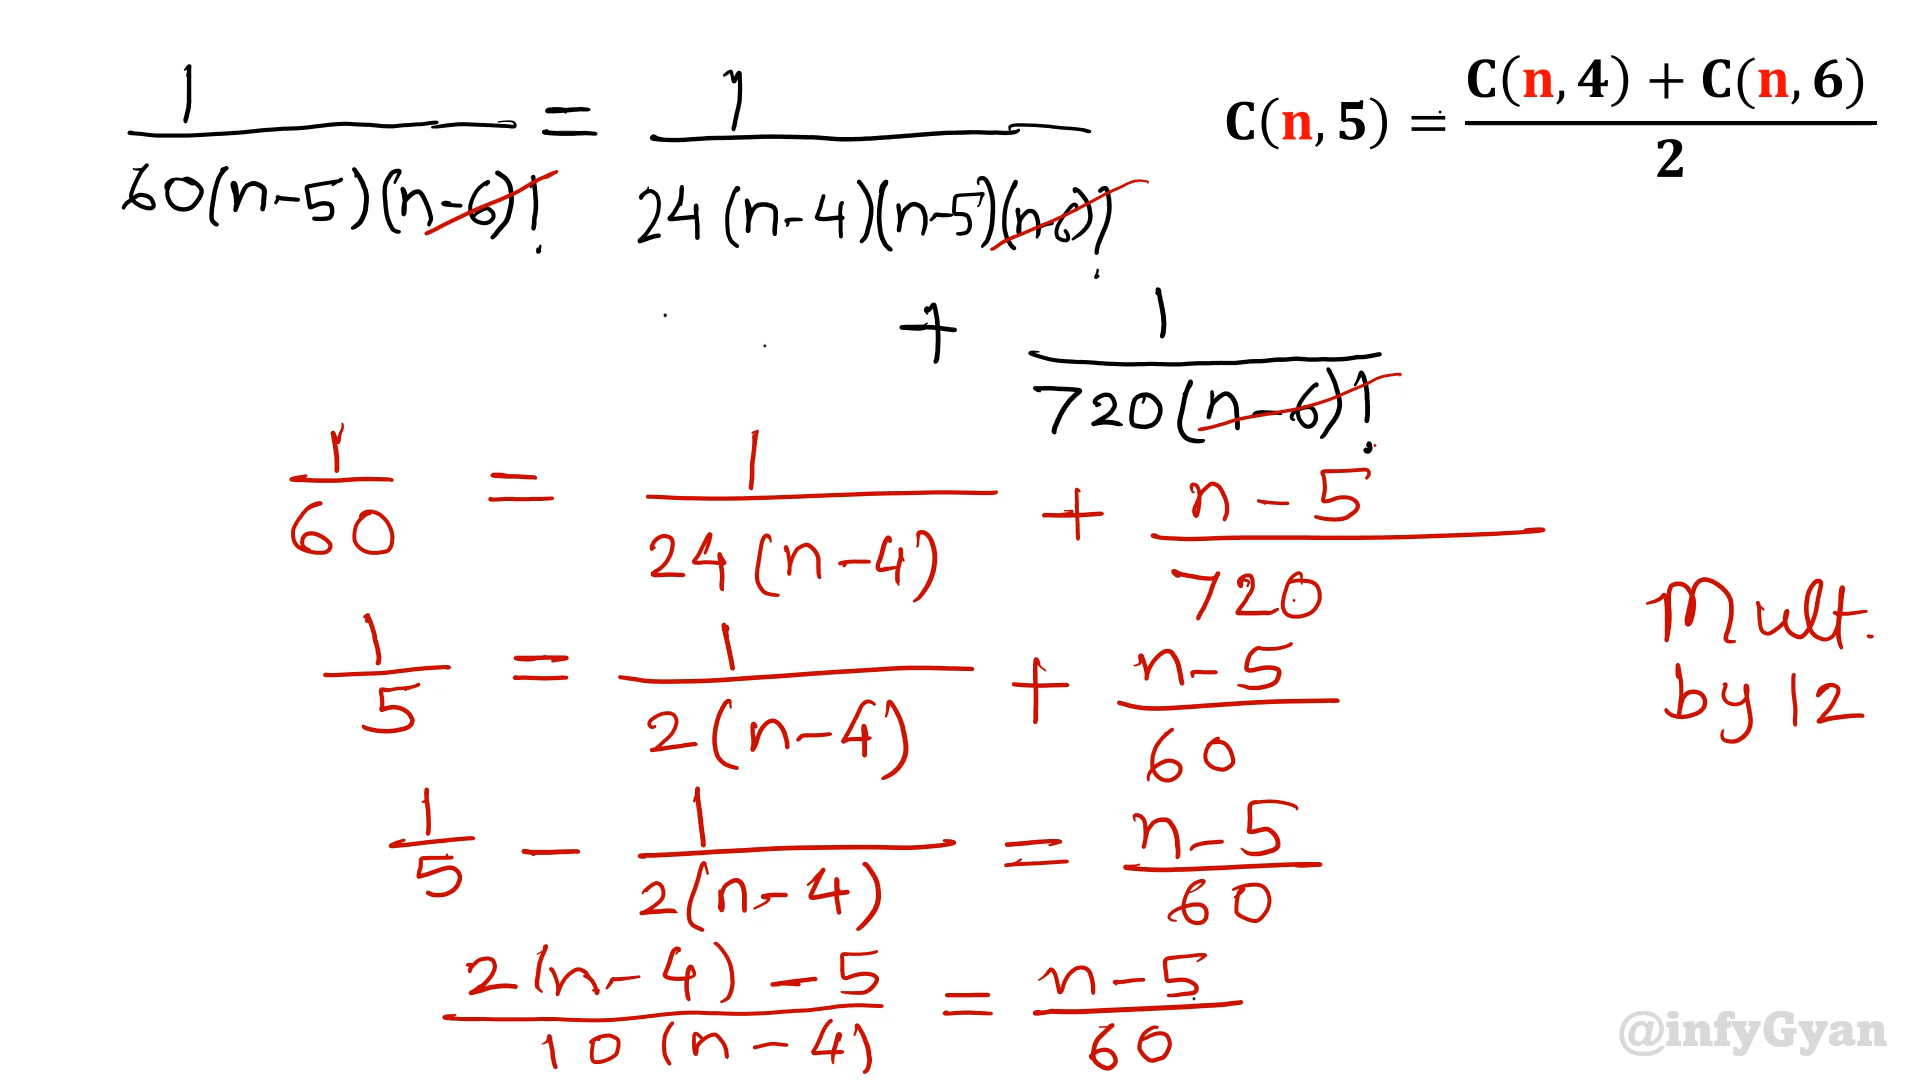 1/(60(n-5)(n-6)!) = 1/(24(n-4)(n-5)(n-6)!)
+ 1/(720(n-6)!)
C(n,5) = (C(n,4) + C(n,6))/2
1/60 = 1/(24(n-4)) + (n-5)/720
Mult.
by 12
1/5 = 1/(2(n-4)) + (n-5)/60
1/5 - 1/(2(n-4)) = (n-5)/60
(2(n-4) - 5)/(10(n-4)) = (n-5)/60
@infyGyan